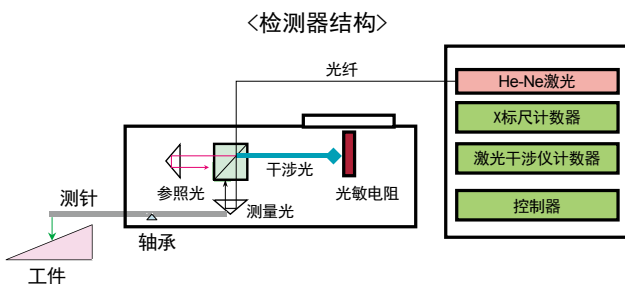 <检测器结构>
光纤
He-Ne激光
X标尺计数器
激光干涉仪计数器
控制器
参照光
干涉光
光敏电阻
测量光
测针
轴承
工件